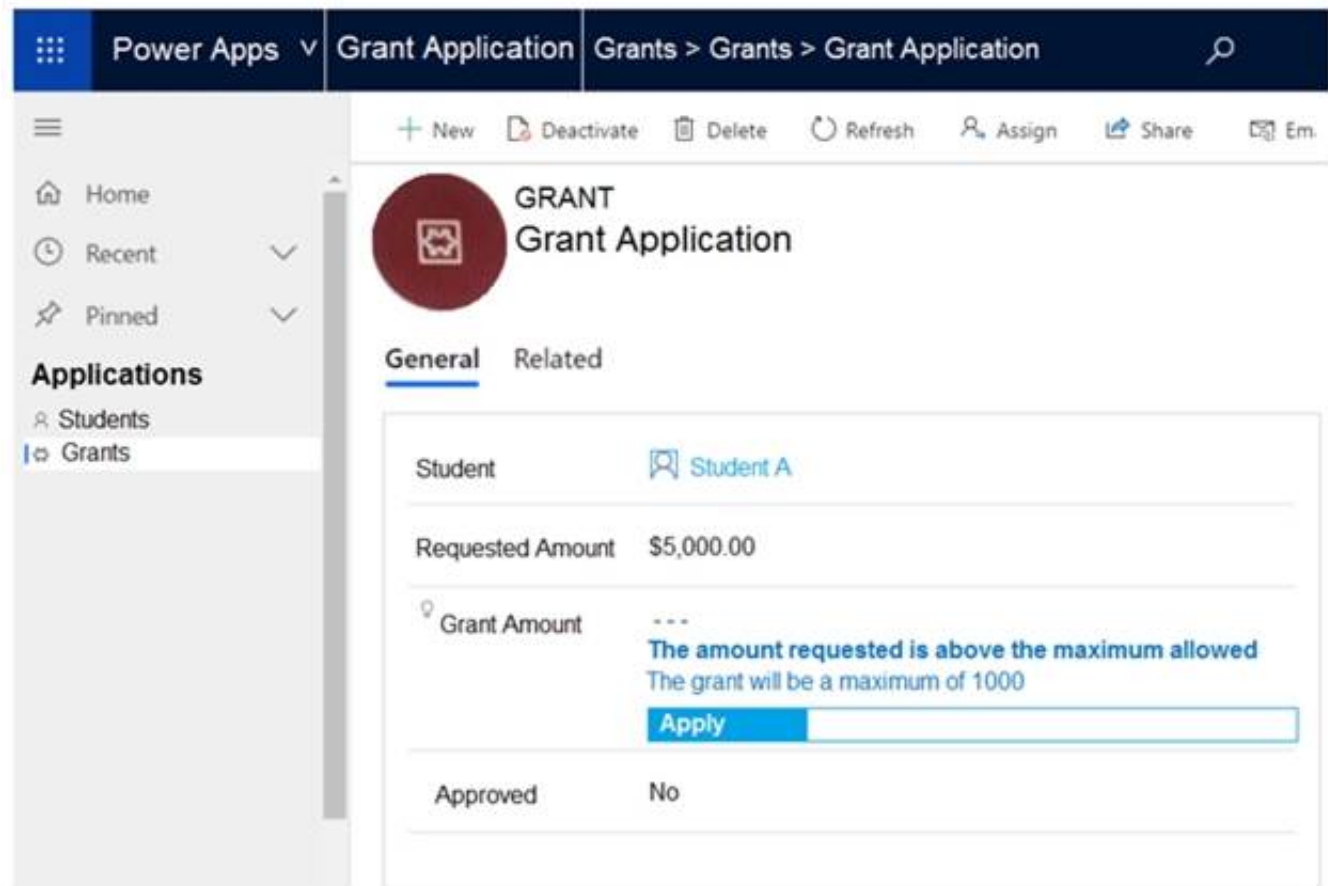 Power Apps Grant Application Grants > Grants > Grant Application
New Deactivate Delete Refresh Assign Share Em
Home
Recent
Pinned
Applications
Students
Grants
GRANT
Grant Application
General Related
Student Student A
Requested Amount $5,000.00
Grant Amount ---
The amount requested is above the maximum allowed
The grant will be a maximum of 1000
Apply
Approved No